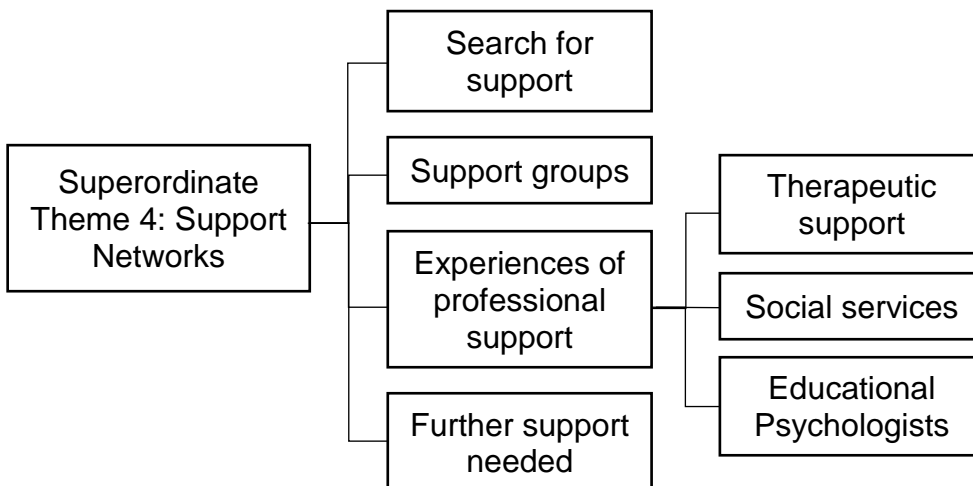 Superordinate
Theme 4: Support
Networks
Search for
support
Support groups
Experiences of
professional
support
Further support
needed
Therapeutic
support
Social services
Educational
Psychologists